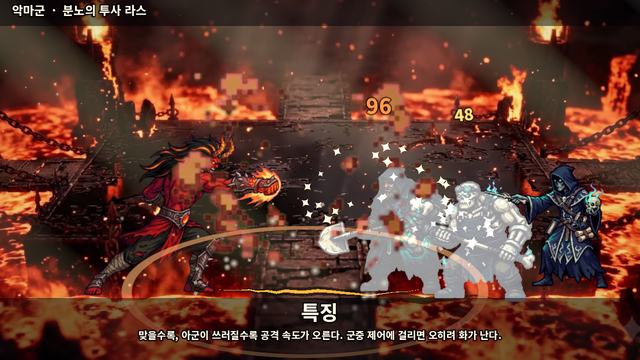 악마군 · 분노의 투사 라스
96
48
특징
맞을수록, 아군이 쓰러질수록 공격 속도가 오른다. 군중 제어에 걸리면 오히려 화가 난다.